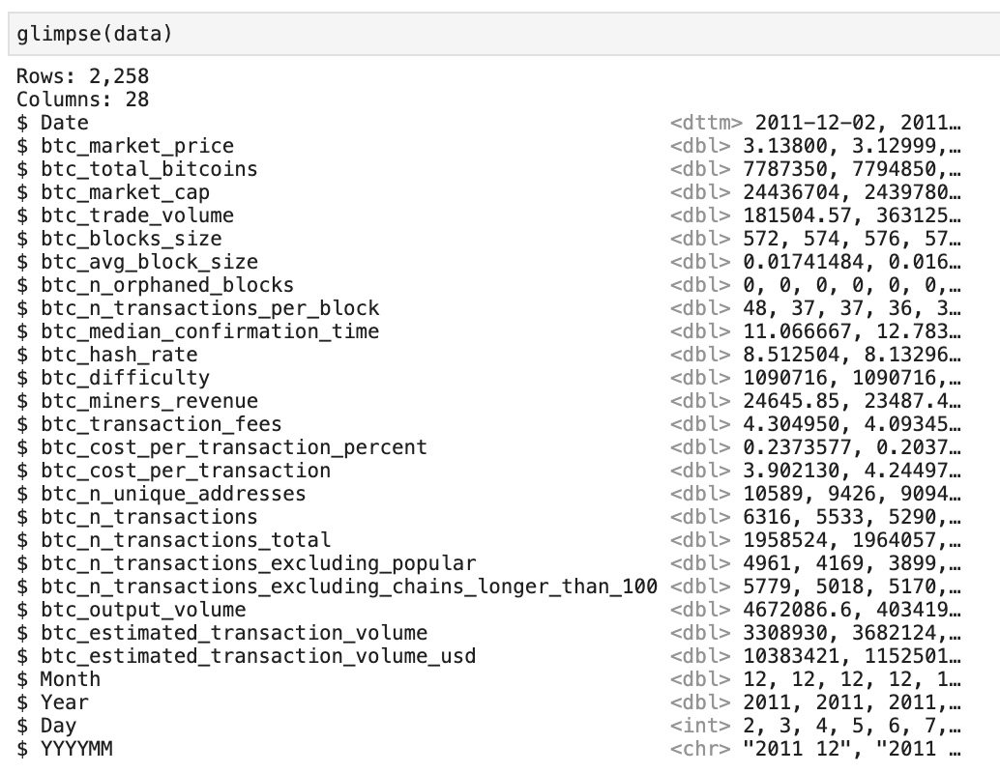 glimpse(data)
Rows: 2,258
Columns: 28
$ Date <dttm> 2011-12-02, 2011…
$ btc_market_price <dbl> 3.13800, 3.12999,…
$ btc_total_bitcoins <dbl> 7787350, 7794850,…
$ btc_market_cap <dbl> 24436704, 2439780…
$ btc_trade_volume <dbl> 181504.57, 363125…
$ btc_blocks_size <dbl> 572, 574, 576, 57…
$ btc_avg_block_size <dbl> 0.01741484, 0.016…
$ btc_n_orphaned_blocks <dbl> 0, 0, 0, 0, 0, 0,…
$ btc_n_transactions_per_block <dbl> 48, 37, 37, 36, 3…
$ btc_median_confirmation_time <dbl> 11.066667, 12.783…
$ btc_hash_rate <dbl> 8.512504, 8.13296…
$ btc_difficulty <dbl> 1090716, 1090716,…
$ btc_miners_revenue <dbl> 24645.85, 23487.4…
$ btc_transaction_fees <dbl> 4.304950, 4.09345…
$ btc_cost_per_transaction_percent <dbl> 0.2373577, 0.2037…
$ btc_cost_per_transaction <dbl> 3.902130, 4.24497…
$ btc_n_unique_addresses <dbl> 10589, 9426, 9094…
$ btc_n_transactions <dbl> 6316, 5533, 5290,…
$ btc_n_transactions_total <dbl> 1958524, 1964057,…
$ btc_n_transactions_excluding_popular <dbl> 4961, 4169, 3899,…
$ btc_n_transactions_excluding_chains_longer_than_100 <dbl> 5779, 5018, 5170,…
$ btc_output_volume <dbl> 4672086.6, 403419…
$ btc_estimated_transaction_volume <dbl> 3308930, 3682124,…
$ btc_estimated_transaction_volume_usd <dbl> 10383421, 1152501…
$ Month <dbl> 12, 12, 12, 12, 1…
$ Year <dbl> 2011, 2011, 2011,…
$ Day <int> 2, 3, 4, 5, 6, 7,…
$ YYYYMM <chr> "2011 12", "2011 …